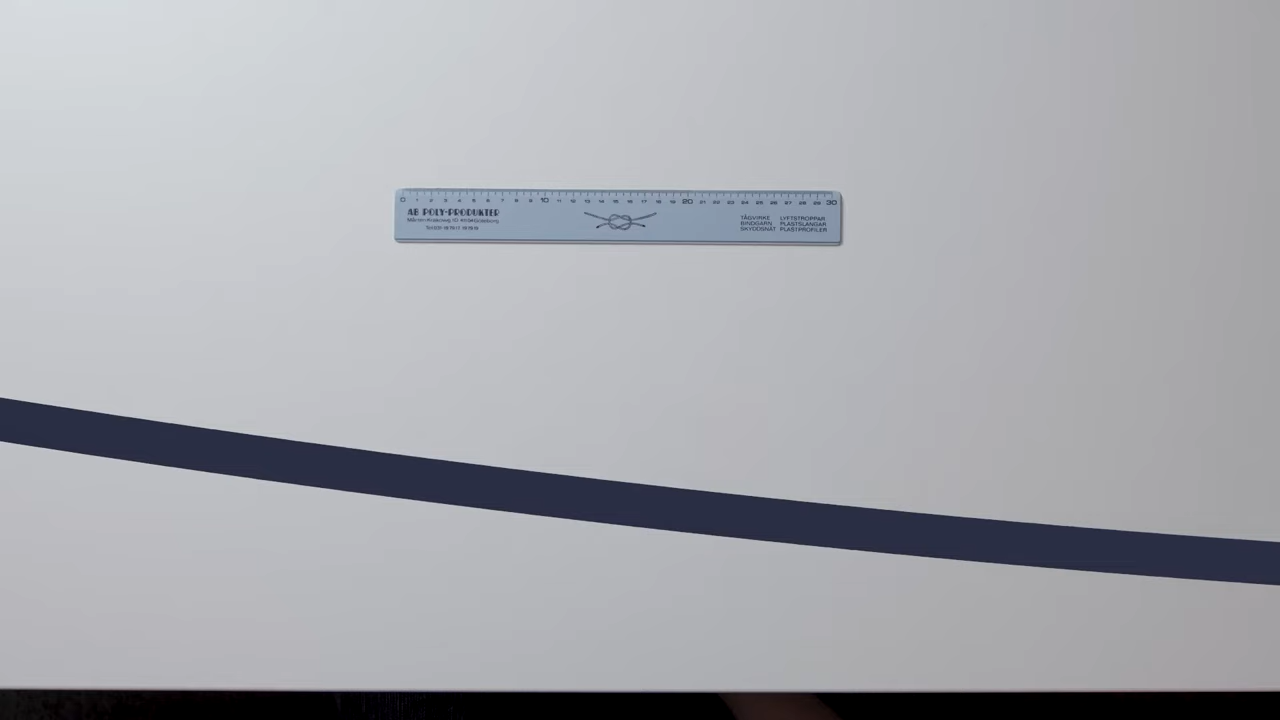 0 1 2 3 4 5 6 7 8 9 10 11 12 13 14 15 16 17 18 19 20 21 22 23 24 25 26 27 28 29 30
AB POLY-PRODUKTER
TÅGVIRKE LYFTSTROPPAR
BINDGARN PLASTSLANGAR
SKYDDSNÄT PLASTPROFILER